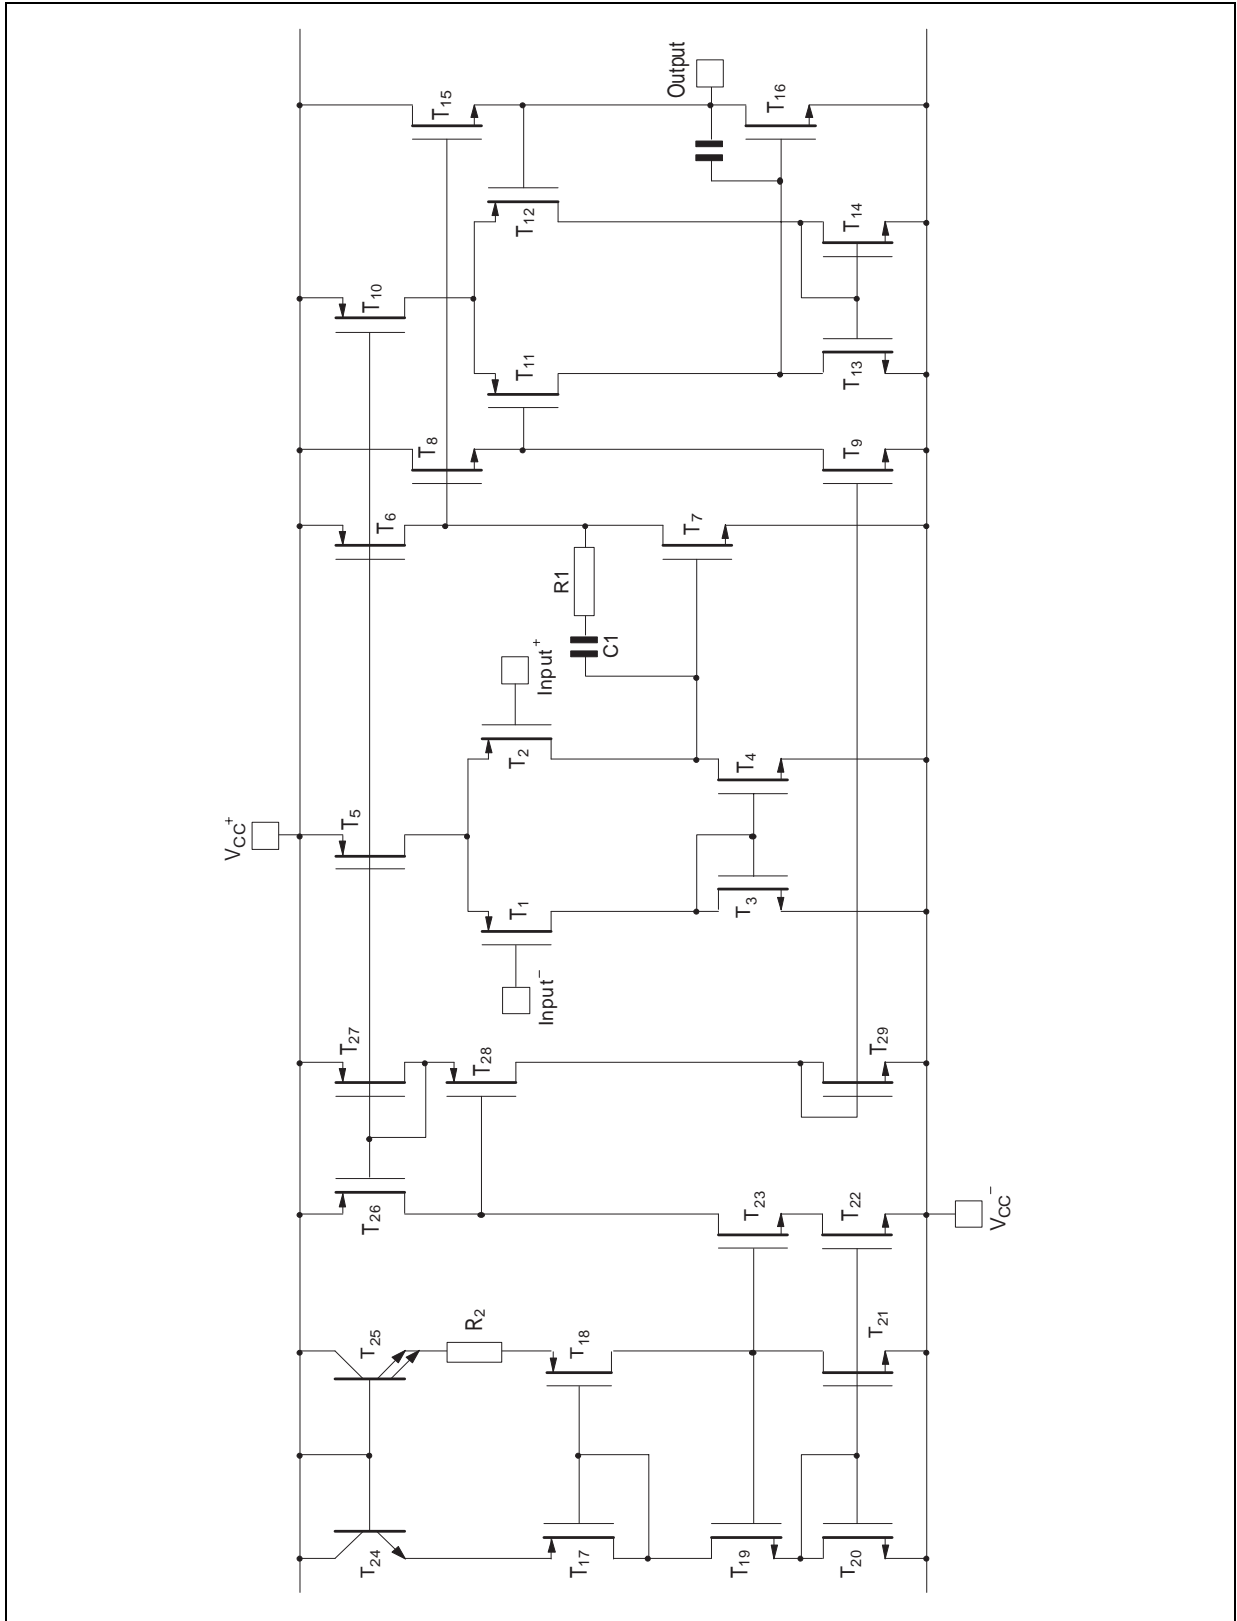 T24
T25
R2
T17
T18
T19
T20
T21
T26
T23
T22
VCC−
T27
T28
T29
Input−
T1
VCC+
T5
T2
Input+
T3
T4
C1
R1
T6
T7
T8
T9
T10
T11
T12
T13
T14
T15
Output
T16